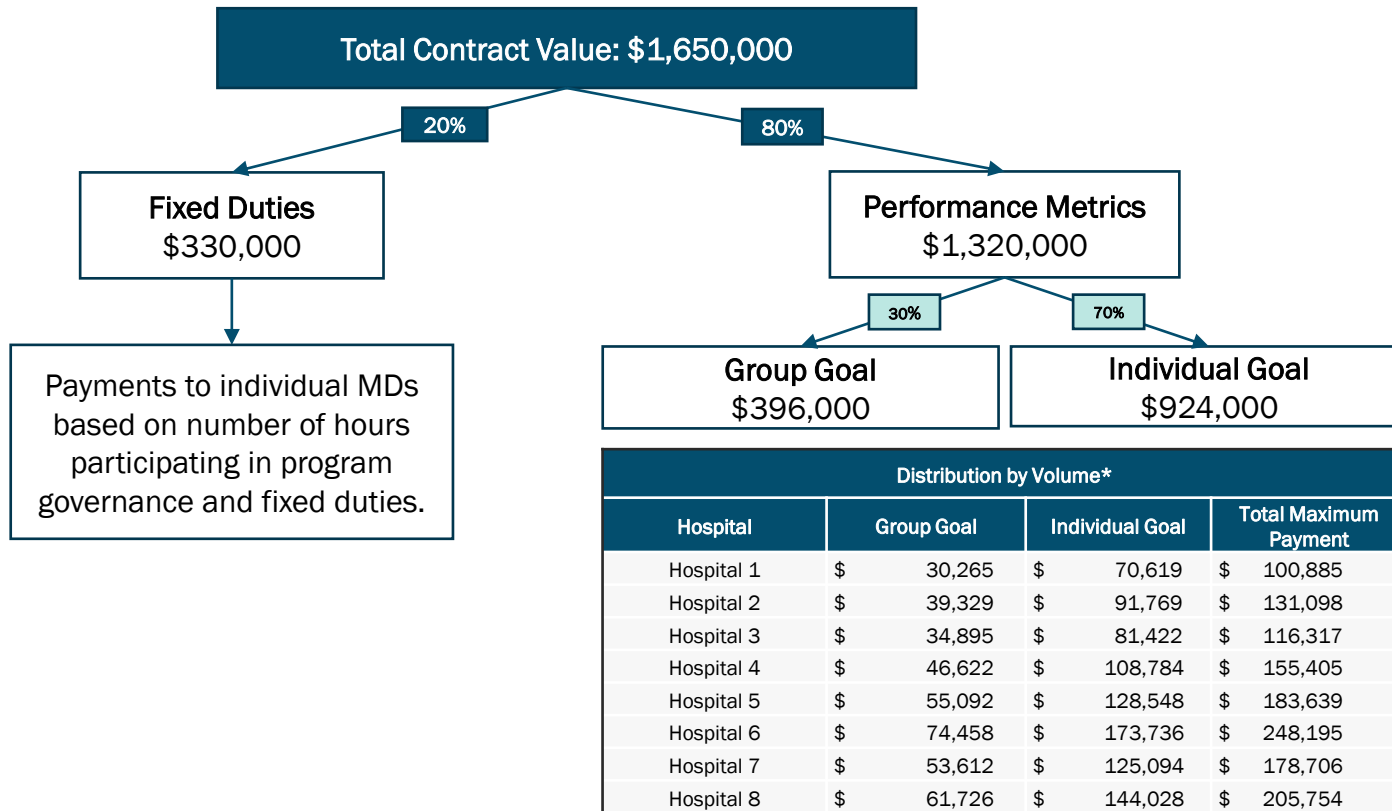 Total Contract Value: $1,650,000
20%
80%
Fixed Duties
$330,000
Performance Metrics
$1,320,000
30%
70%
Payments to individual MDs
based on number of hours
participating in program
governance and fixed duties.
Group Goal
$396,000
Individual Goal
$924,000
Distribution by Volume*
Hospital Group Goal Individual Goal Total Maximum
Payment
Hospital 1 $ 30,265 $ 70,619 $ 100,885
Hospital 2 $ 39,329 $ 91,769 $ 131,098
Hospital 3 $ 34,895 $ 81,422 $ 116,317
Hospital 4 $ 46,622 $ 108,784 $ 155,405
Hospital 5 $ 55,092 $ 128,548 $ 183,639
Hospital 6 $ 74,458 $ 173,736 $ 248,195
Hospital 7 $ 53,612 $ 125,094 $ 178,706
Hospital 8 $ 61,726 $ 144,028 $ 205,754